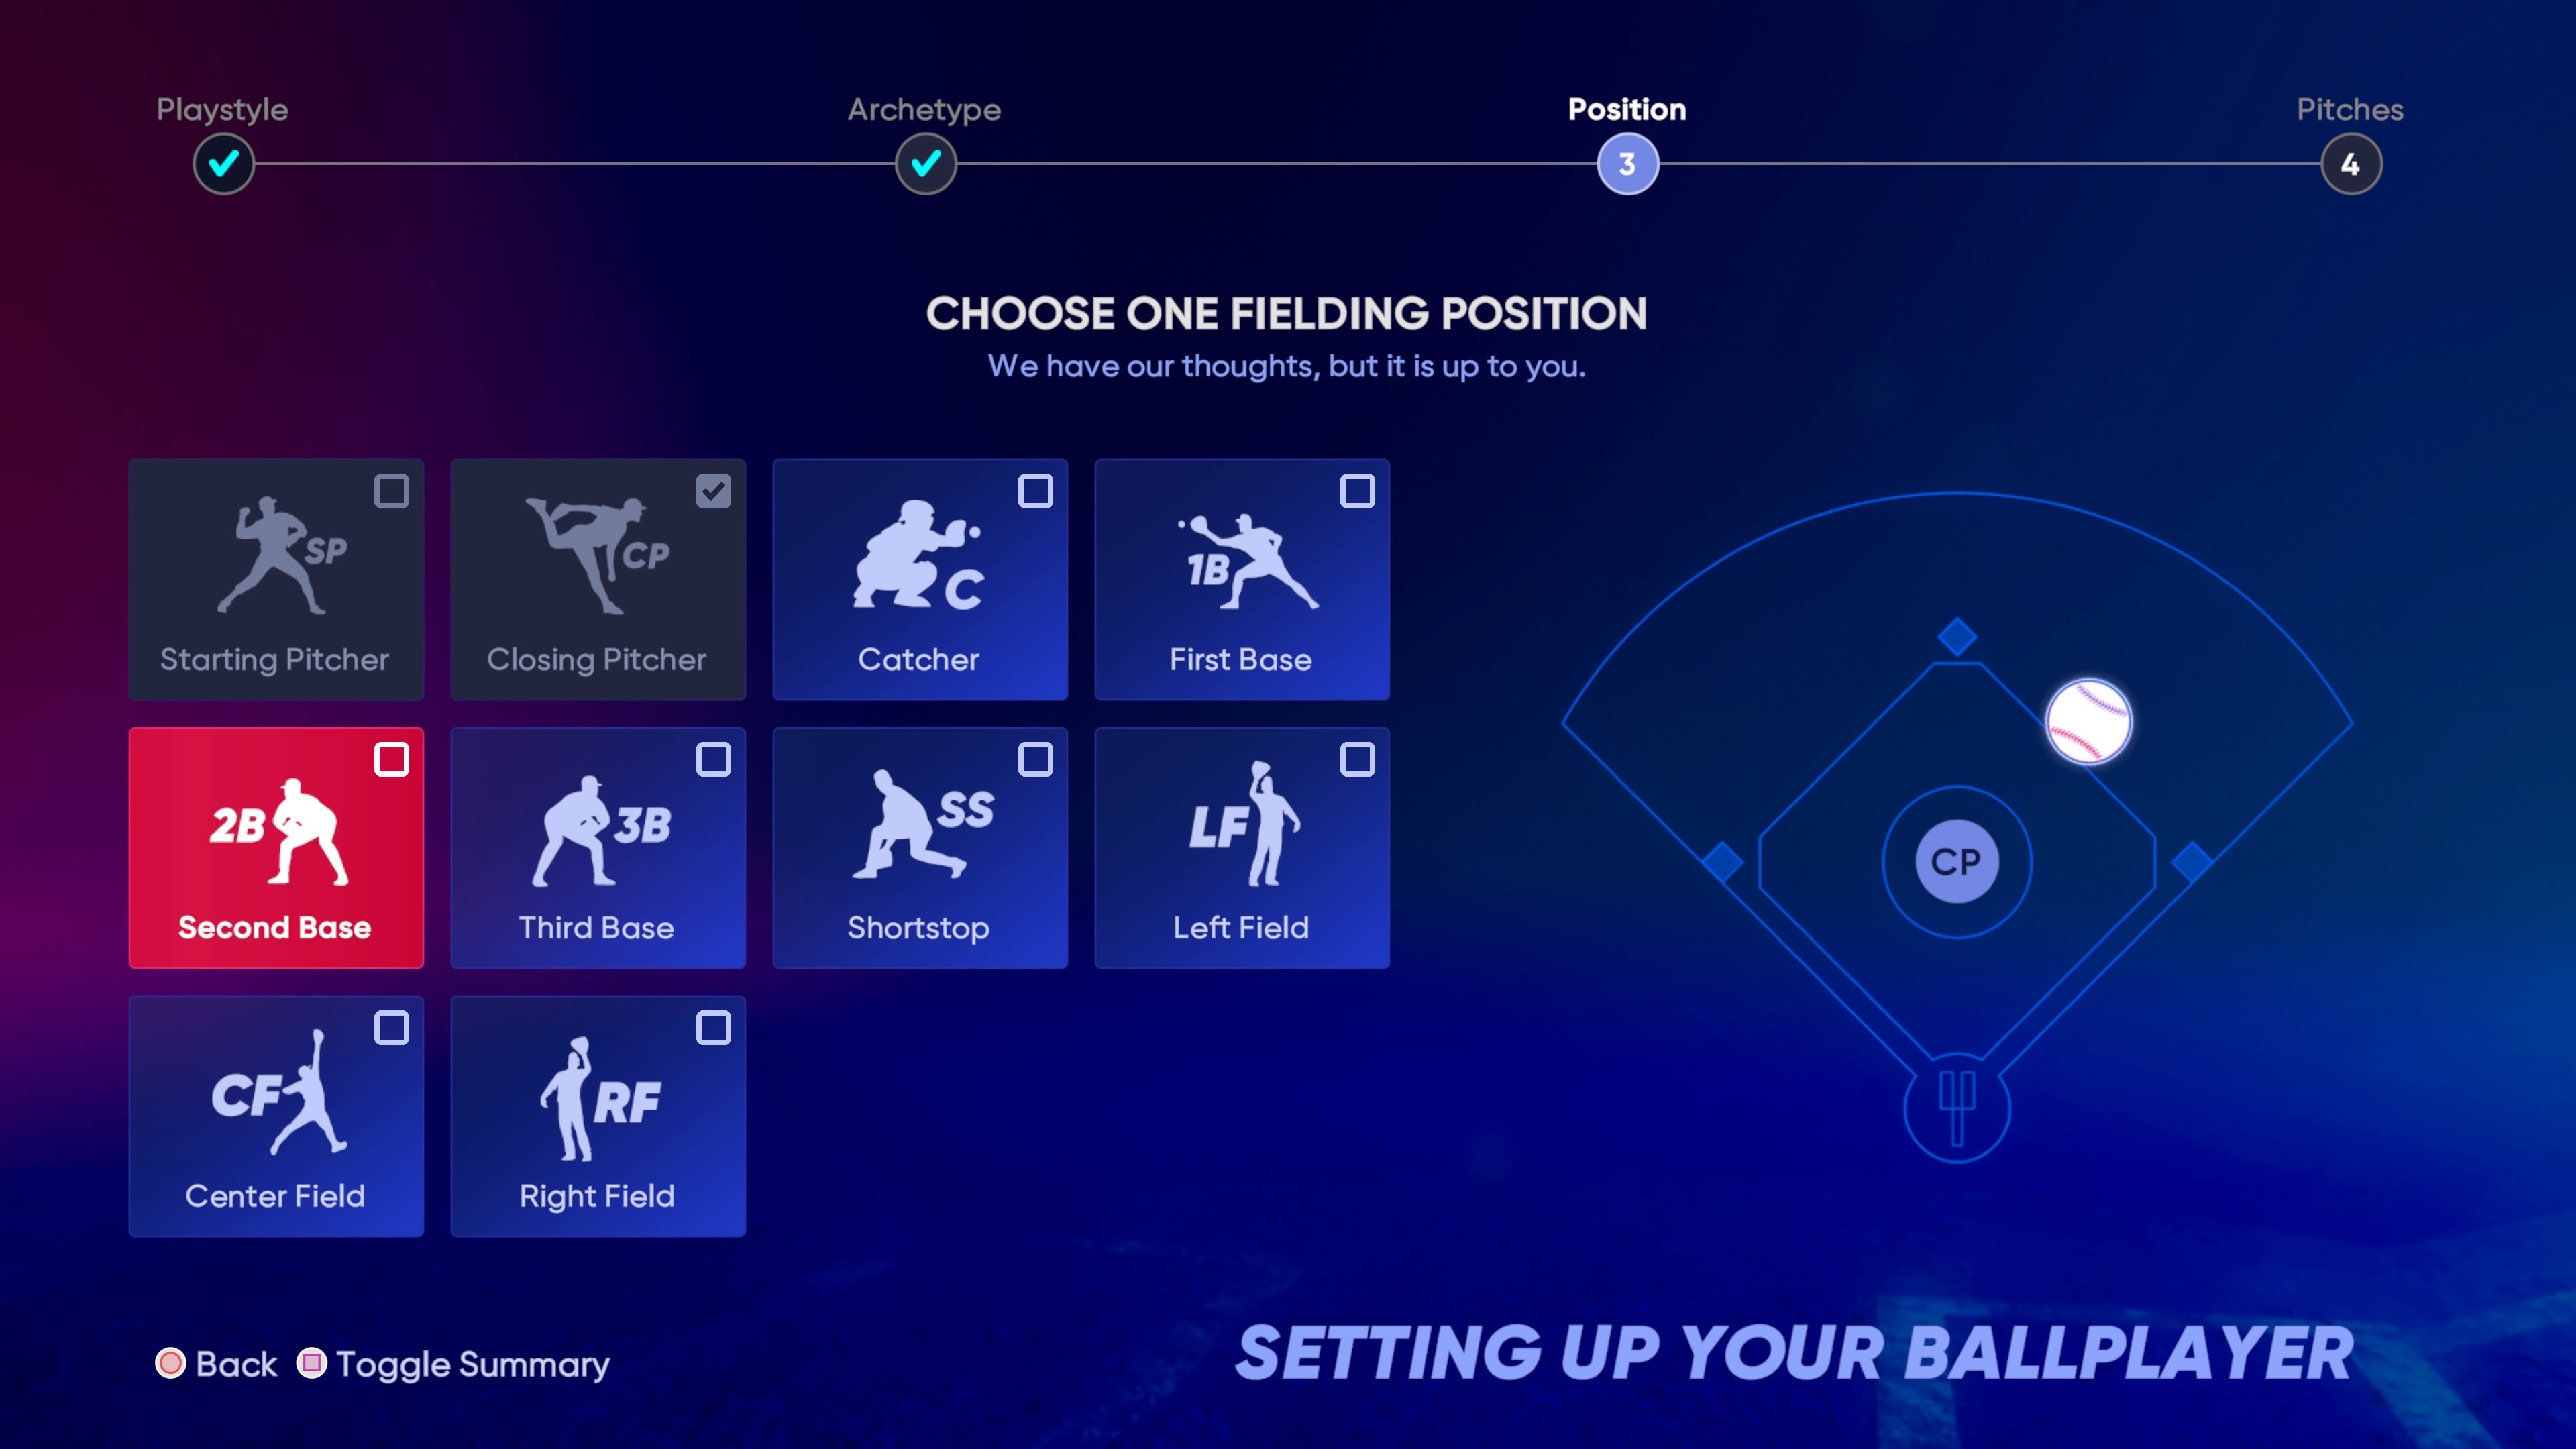 Playstyle
Archetype
Position
Pitches
3
4
CHOOSE ONE FIELDING POSITION
We have our thoughts, but it is up to you.
SP
Starting Pitcher
CP
Closing Pitcher
C
Catcher
1B
First Base
2B
Second Base
3B
Third Base
SS
Shortstop
LF
Left Field
CF
Center Field
RF
Right Field
CP
Back
Toggle Summary
SETTING UP YOUR BALLPLAYER